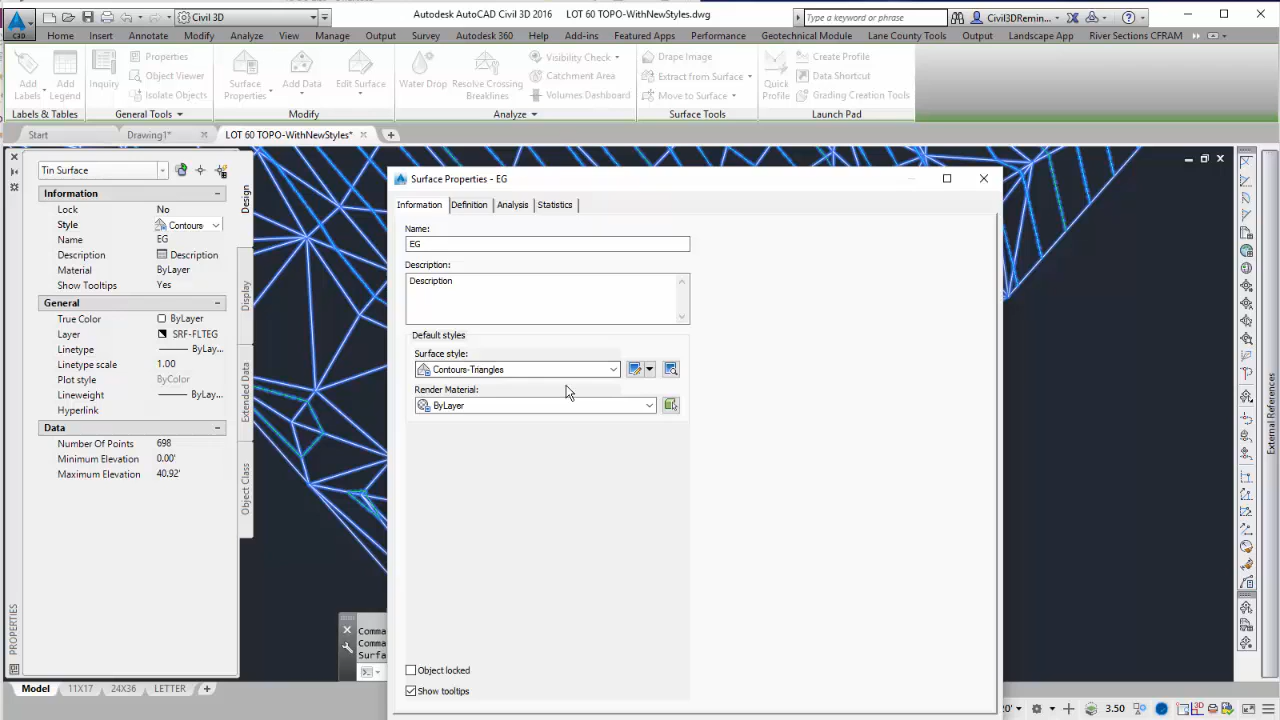 CAD
Civil 3D
Autodesk AutoCAD Civil 3D 2016
LOT 60 TOPO-WithNewStyles.dwg
Type a keyword or phrase
Civil3DRemin...
Home
Insert
Annotate
Modify
Analyze
View
Manage
Output
Survey
Autodesk 360
Help
Add-ins
Featured Apps
Performance
Geotechnical Module
Lane County Tools
Output
Landscape App
River Sections CFRAM
Add Labels
Add Legend
Labels & Tables
Inquiry
Properties
Object Viewer
Isolate Objects
General Tools
Surface Properties
Add Data
Edit Surface
Modify
Water Drop
Resolve Crossing Breaklines
Visibility Check
Catchment Area
Volumes Dashboard
Analyze
Drape Image
Extract from Surface
Move to Surface
Surface Tools
Quick Profile
Create Profile
Data Shortcut
Grading Creation Tools
Launch Pad
Start
Drawing1*
LOT 60 TOPO-WithNewStyles*
Tin Surface
Information
Lock No
Style Contours
Name EG
Description Description
Material ByLayer
Show Tooltips Yes
General
True Color ByLayer
Layer SRF-FLTEG
Linetype ByLay...
Linetype scale 1.00
Plot style ByColor
Lineweight ByLay...
Hyperlink
Data
Number Of Points 698
Minimum Elevation 0.00'
Maximum Elevation 40.92'
Design
Display
Extended Data
Object Class
PROPERTIES
Surface Properties - EG
Information
Definition
Analysis
Statistics
Name:
EG
Description:
Description
Default styles
Surface style:
Contours-Triangles
Render Material:
ByLayer
Object locked
Show tooltips
Comma
Comma
Surfa
External References
Model
11X17
24X36
LETTER
3.50